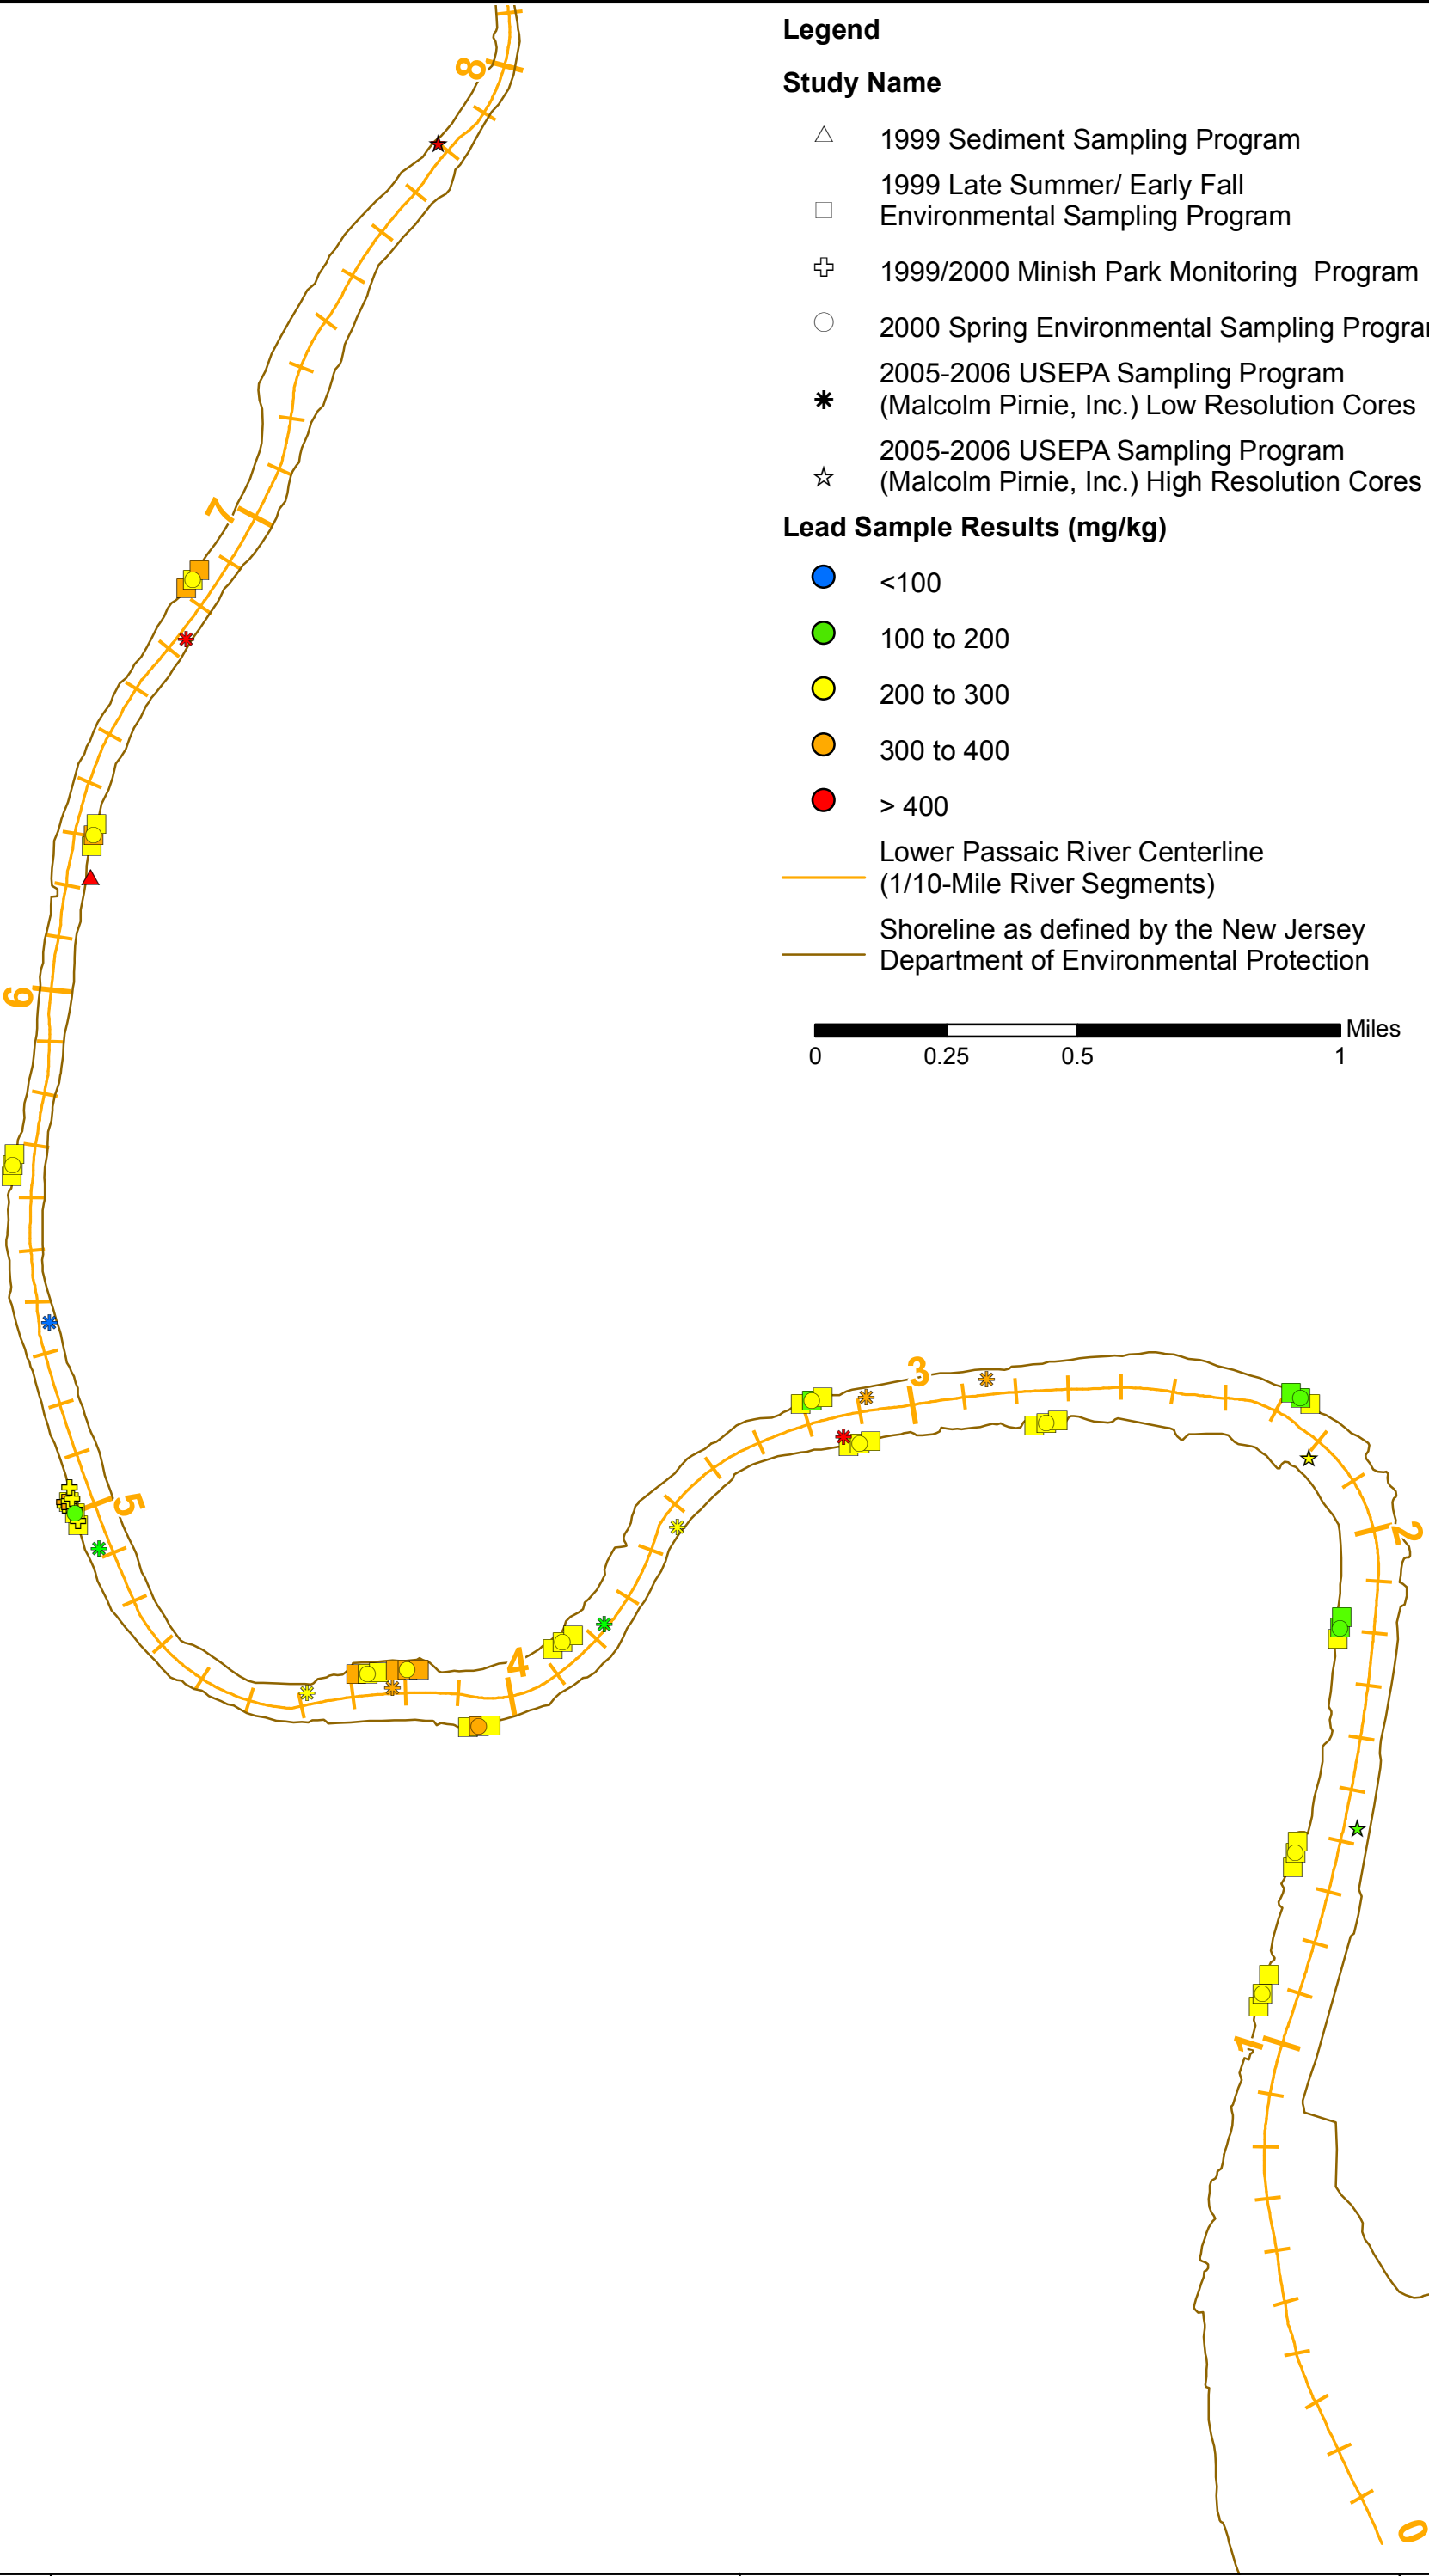 Legend
Study Name
1999 Sediment Sampling Program
1999 Late Summer/ Early Fall
Environmental Sampling Program
1999/2000 Minish Park Monitoring Program
2000 Spring Environmental Sampling Progra
2005-2006 USEPA Sampling Program
(Malcolm Pirnie, Inc.) Low Resolution Cores
2005-2006 USEPA Sampling Program
(Malcolm Pirnie, Inc.) High Resolution Cores
Lead Sample Results (mg/kg)
<100
100 to 200
200 to 300
300 to 400
> 400
Lower Passaic River Centerline
(1/10-Mile River Segments)
Shoreline as defined by the New Jersey
Department of Environmental Protection
Miles
0 0.25 0.5 1
8
7
6
5
4
3
2
1
0